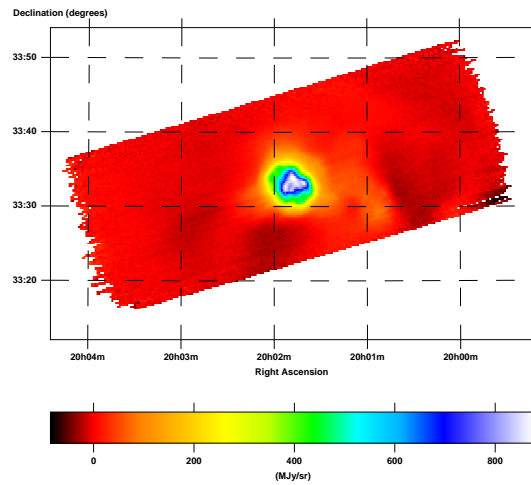 Declination (degrees)
33:50
33:40
33:30
33:20
20h04m 20h03m 20h02m 20h01m 20h00m
Right Ascension
0 200 400 600 800
(MJy/sr)